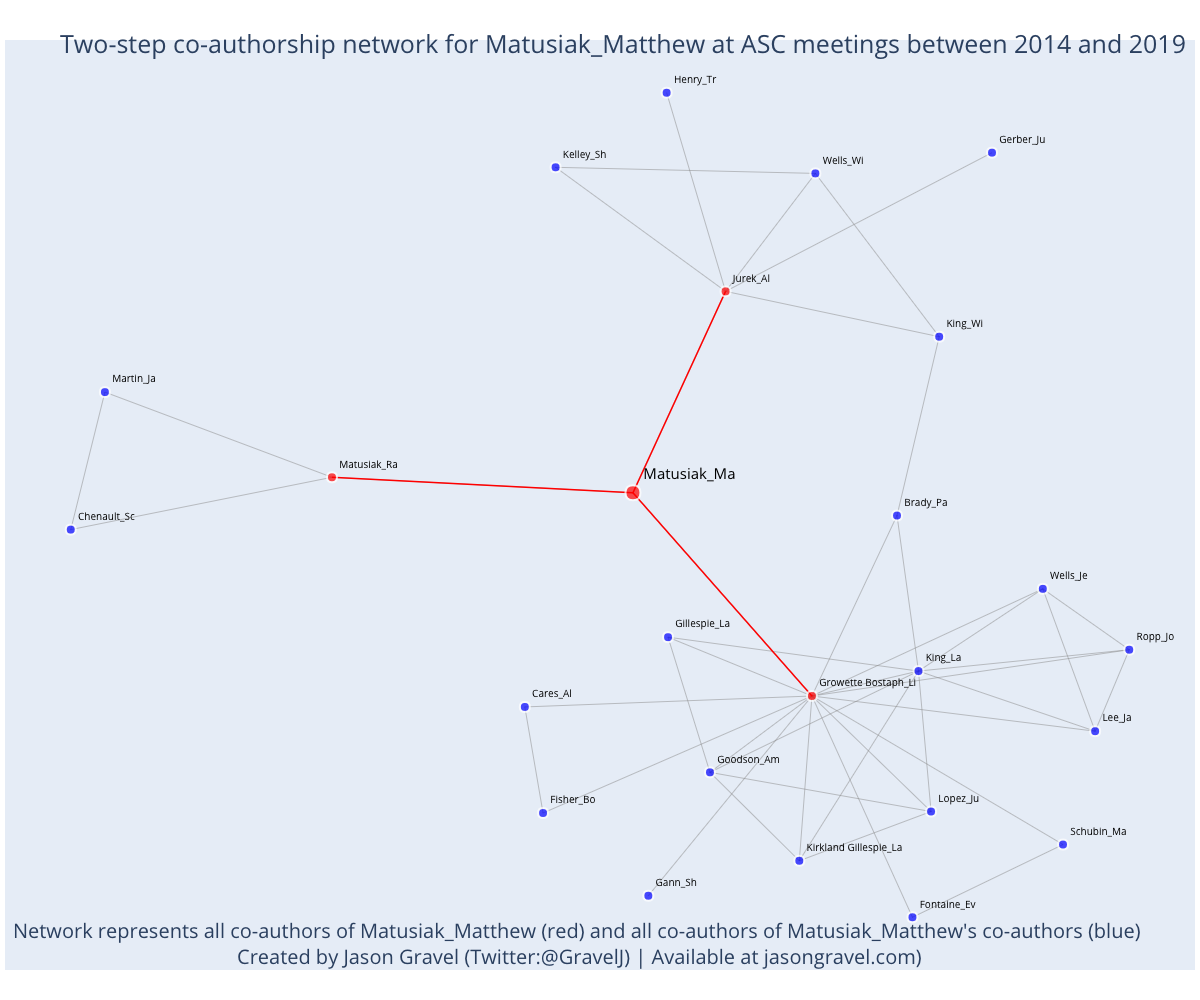 Two-step co-authorship network for Matusiak_Matthew at ASC meetings between 2014 and 2019
Henry_Tr
Gerber_Ju
Kelley_Sh
Wells_Wi
Jurek_Al
King_Wi
Martin_Ja
Matusiak_Ra
Matusiak_Ma
Brady_Pa
Chenault_Sc
Wells_Je
Gillespie_La
Ropp_Jo
King_La
Growette Bostaph_Li
Cares_Al
Lee_Ja
Goodson_Am
Fisher_Bo
Lopez_Ju
Schubin_Ma
Kirkland Gillespie_La
Gann_Sh
Fontaine_Ev
Network represents all co-authors of Matusiak_Matthew (red) and all co-authors of Matusiak_Matthew's co-authors (blue)
Created by Jason Gravel (Twitter:@GravelJ) | Available at jasongravel.com)